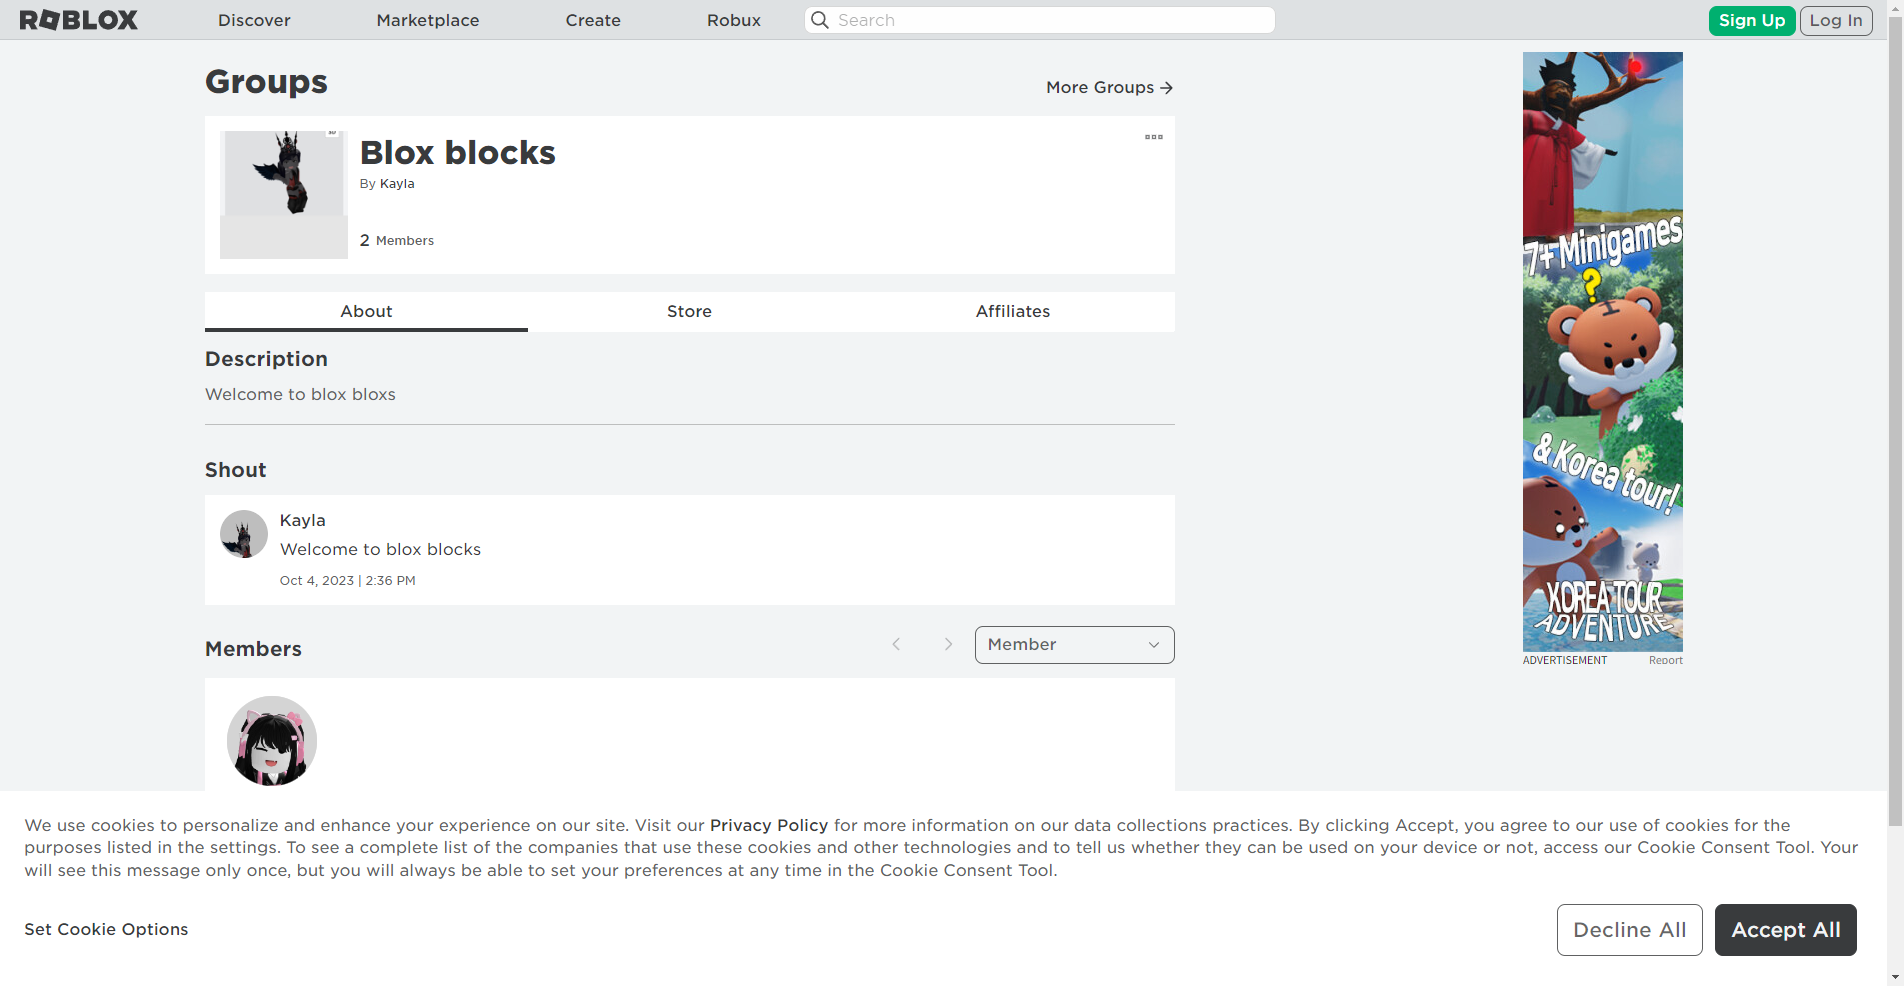 ROBLOX
Discover
Marketplace
Create
Robux
Search
Sign Up
Log In
Groups
More Groups
Blox blocks
By Kayla
2 Members
About
Store
Affiliates
Description
Welcome to blox bloxs
Shout
Kayla
Welcome to blox blocks
Oct 4, 2023 | 2:36 PM
Members
Member
7+ Minigames
?
& Korea tour!
KOREA TOUR
ADVENTURE
ADVERTISEMENT
Report
We use cookies to personalize and enhance your experience on our site. Visit our Privacy Policy for more information on our data collections practices. By clicking Accept, you agree to our use of cookies for the
purposes listed in the settings. To see a complete list of the companies that use these cookies and other technologies and to tell us whether they can be used on your device or not, access our Cookie Consent Tool. Your
will see this message only once, but you will always be able to set your preferences at any time in the Cookie Consent Tool.
Set Cookie Options
Decline All
Accept All